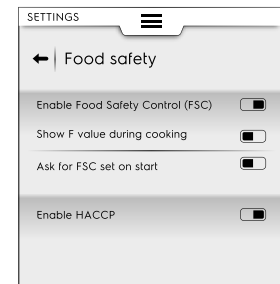 SETTINGS
Food safety
Enable Food Safety Control (FSC)
Show F value during cooking
Ask for FSC set on start
Enable HACCP